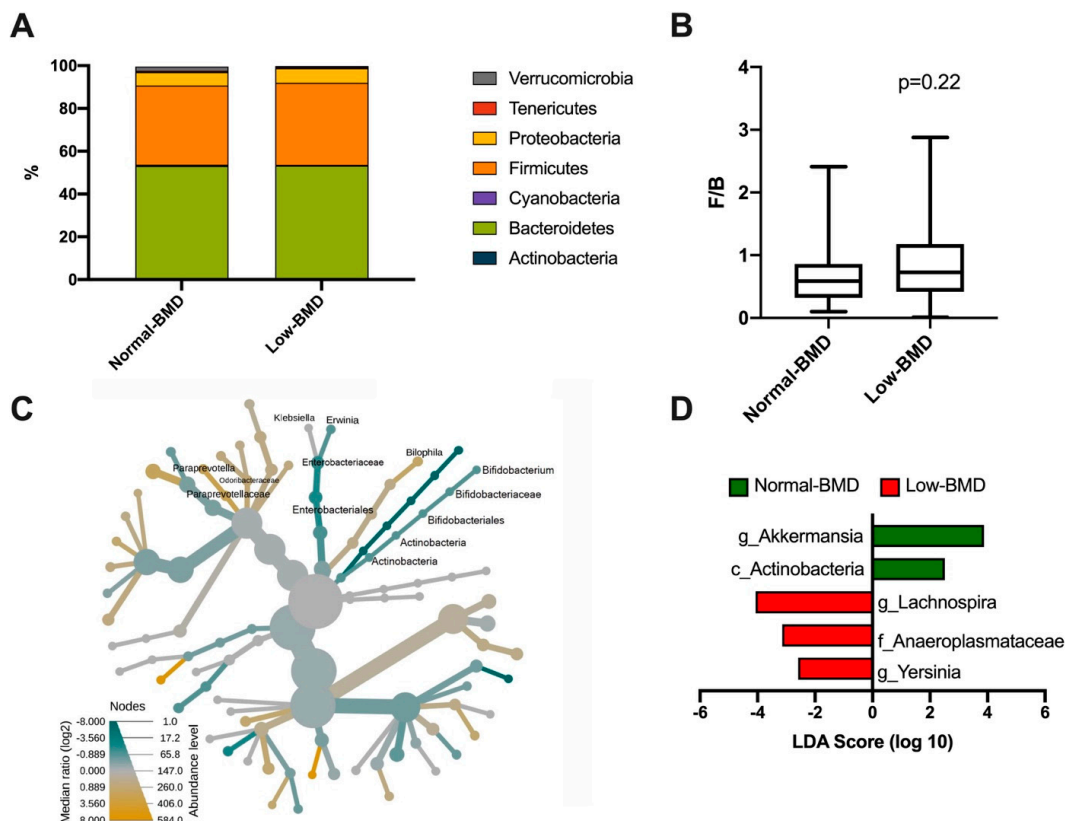 A
100
80
60
40
20
0
%
Normal-BMD
Low-BMD
Verrucomicrobia
Tenericutes
Proteobacteria
Firmicutes
Cyanobacteria
Bacteroidetes
Actinobacteria
B
4
3
2
1
0
F/B
p=0.22
Normal-BMD
Low-BMD
C
Klebsiella
Erwinia
Bilophila
Enterobacteriaceae
Bifidobacterium
Paraprevotella
Odoribacteraceae
Paraprevotellaceae
Bifidobacteriaceae
Enterobacteriales
Bifidobacteriales
Actinobacteria
Actinobacteria
Nodes
-8.000 1.0
-3.560 17.2
-0.889 65.8
0.000 147.0
0.889 260.0
3.560 406.0
8.000 584.0
Median ratio (log2)
Abundance level
D
Normal-BMD Low-BMD
g_Akkermansia
c_Actinobacteria
g_Lachnospira
f_Anaeroplasmataceae
g_Yersinia
-6 -4 -2 0 2 4 6
LDA Score (log 10)